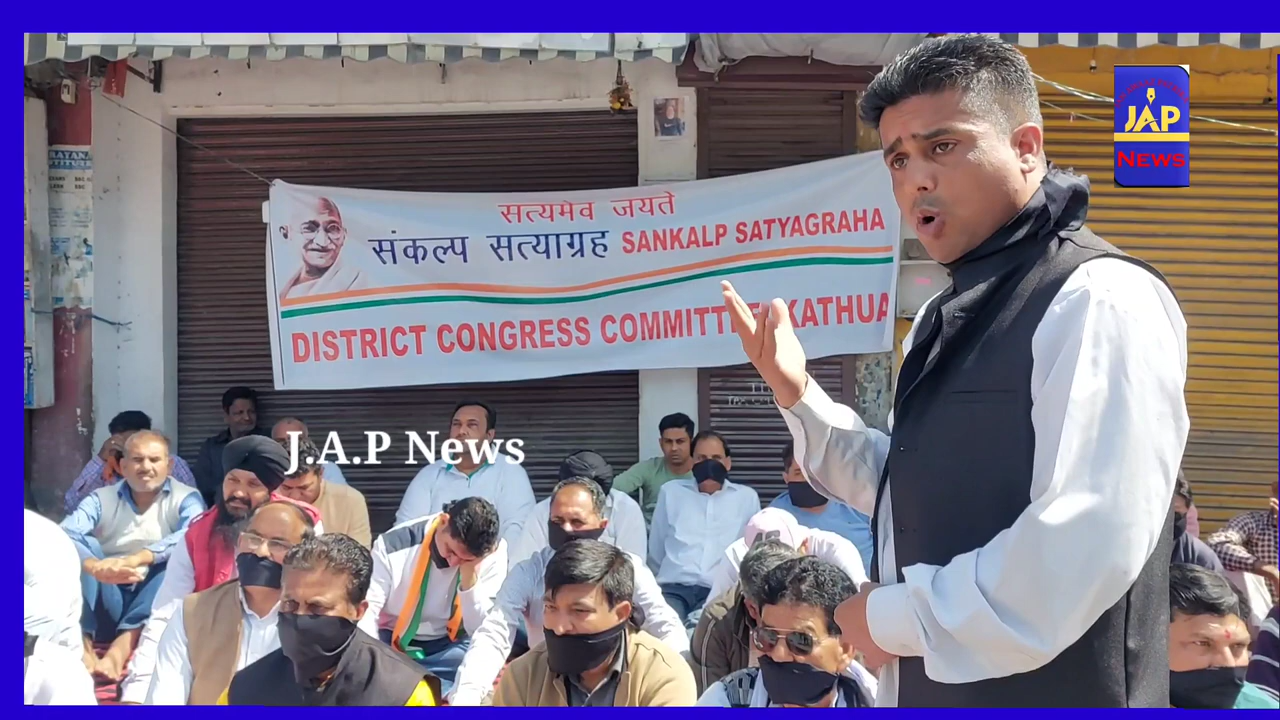 JAP
NEWS
सत्यमेव जयते
संकल्प सत्याग्रह SANKALP SATYAGRAHA
DISTRICT CONGRESS COMMITTEE KATHUA
J.A.P News